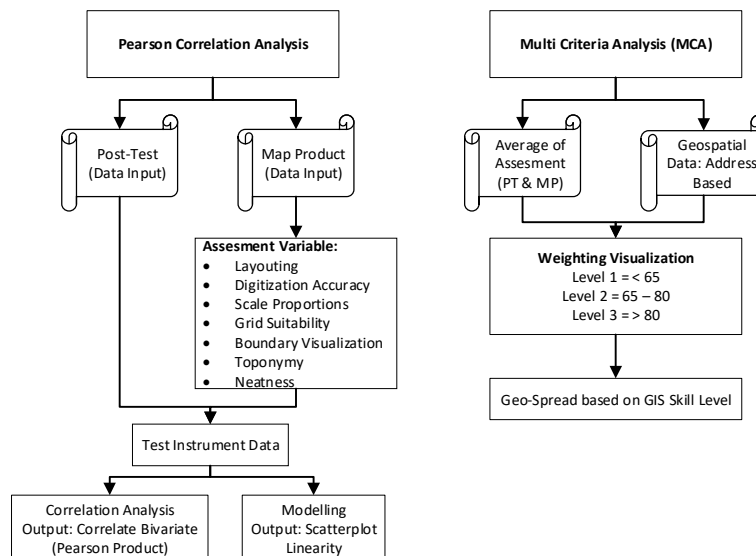 Pearson Correlation Analysis
Post-Test
(Data Input)
Map Product
(Data Input)
Assesment Variable:
• Layouting
• Digitization Accuracy
• Scale Proportions
• Grid Suitability
• Boundary Visualization
• Toponymy
• Neatness
Test Instrument Data
Correlation Analysis
Output: Correlate Bivariate
(Pearson Product)
Modelling
Output: Scatterplot
Linearity
Multi Criteria Analysis (MCA)
Average of
Assesment
(PT & MP)
Geospatial
Data: Address
Based
Weighting Visualization
Level 1 = < 65
Level 2 = 65 – 80
Level 3 = > 80
Geo-Spread based on GIS Skill Level